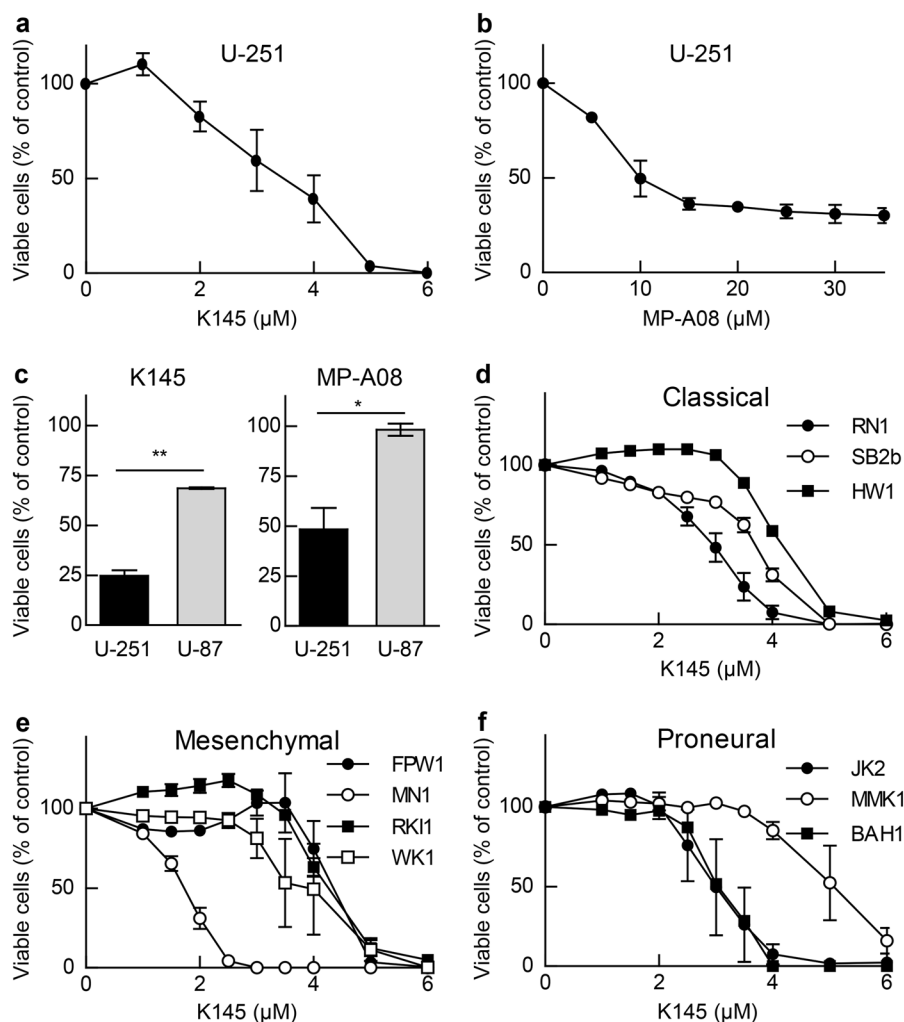 a
U-251
Viable cells (% of control)
100
50
0
0 2 4 6
K145 (µM)
b
U-251
Viable cells (% of control)
100
50
0
0 10 20 30
MP-A08 (µM)
c
K145
Viable cells (% of control)
100
75
50
25
0
**
U-251 U-87
MP-A08
100
75
50
25
0
*
U-251 U-87
d
Classical
RN1
SB2b
HW1
Viable cells (% of control)
100
50
0
0 2 4 6
K145 (µM)
e
Mesenchymal
FPW1
MN1
RKI1
WK1
Viable cells (% of control)
100
50
0
0 2 4 6
K145 (µM)
f
Proneural
JK2
MMK1
BAH1
Viable cells (% of control)
100
50
0
0 2 4 6
K145 (µM)